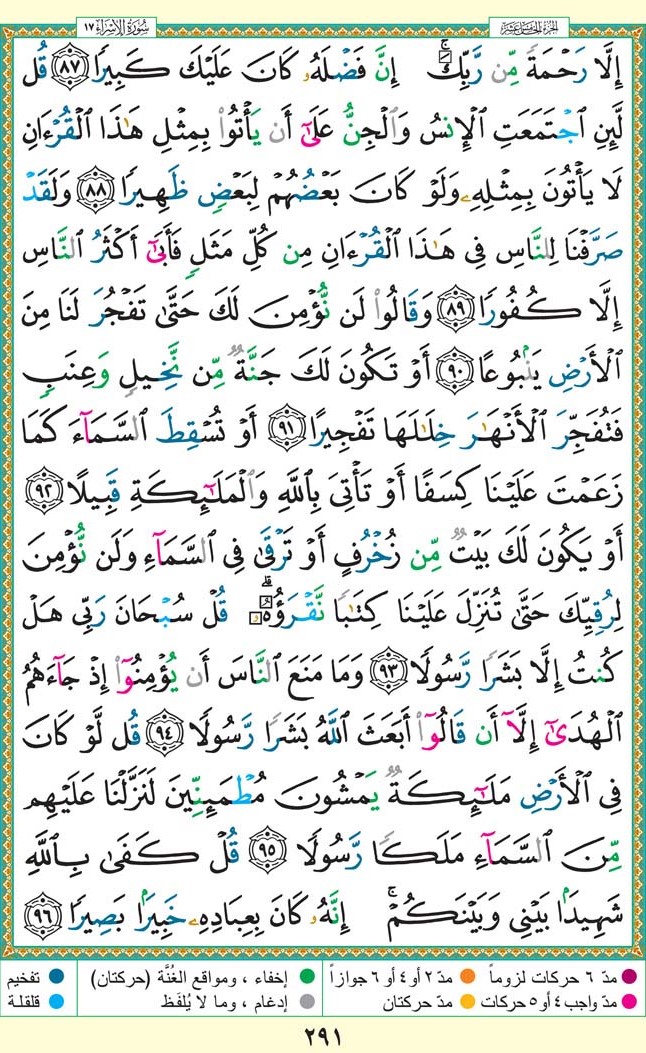 سُورَةُ الْإِسْرَاءِ ١٧
الجزء الخامس عشر
إِلَّا رَحْمَةً مِّن رَّبِّكَ ۚ إِنَّ فَضْلَهُۥ كَانَ عَلَيْكَ كَبِيرًا ٨٧ قُل
لَّئِنِ ٱجْتَمَعَتِ ٱلْإِنسُ وَٱلْجِنُّ عَلَىٰٓ أَن يَأْتُوا۟ بِمِثْلِ هَـٰذَا ٱلْقُرْءَانِ
لَا يَأْتُونَ بِمِثْلِهِۦ وَلَوْ كَانَ بَعْضُهُمْ لِبَعْضٍ ظَهِيرًا ٨٨ وَلَقَدْ
صَرَّفْنَا لِلنَّاسِ فِى هَـٰذَا ٱلْقُرْءَانِ مِن كُلِّ مَثَلٍ فَأَبَىٰٓ أَكْثَرُ ٱلنَّاسِ
إِلَّا كُفُورًا ٨٩ وَقَالُوا۟ لَن نُّؤْمِنَ لَكَ حَتَّىٰ تَفْجُرَ لَنَا مِنَ
ٱلْأَرْضِ يَنۢبُوعًا ٩٠ أَوْ تَكُونَ لَكَ جَنَّةٌ مِّن نَّخِيلٍ وَعِنَبٍ
فَتُفَجِّرَ ٱلْأَنْهَـٰرَ خِلَـٰلَهَا تَفْجِيرًا ٩١ أَوْ تُسْقِطَ ٱلسَّمَآءَ كَمَا
زَعَمْتَ عَلَيْنَا كِسَفًا أَوْ تَأْتِىَ بِٱللَّهِ وَٱلْمَلَـٰٓئِكَةِ قَبِيلًا ٩٢
أَوْ يَكُونَ لَكَ بَيْتٌ مِّن زُخْرُفٍ أَوْ تَرْقَىٰ فِى ٱلسَّمَآءِ وَلَن نُّؤْمِنَ
لِرُقِيِّكَ حَتَّىٰ تُنَزِّلَ عَلَيْنَا كِتَـٰبًا نَّقْرَؤُهُۥ ۗ قُلْ سُبْحَانَ رَبِّى هَلْ
كُنتُ إِلَّا بَشَرًا رَّسُولًا ٩٣ وَمَا مَنَعَ ٱلنَّاسَ أَن يُؤْمِنُوٓا۟ إِذْ جَآءَهُمُ
ٱلْهُدَىٰٓ إِلَّآ أَن قَالُوٓا۟ أَبَعَثَ ٱللَّهُ بَشَرًا رَّسُولًا ٩٤ قُل لَّوْ كَانَ
فِى ٱلْأَرْضِ مَلَـٰٓئِكَةٌ يَمْشُونَ مُطْمَئِنِّينَ لَنَزَّلْنَا عَلَيْهِم
مِّنَ ٱلسَّمَآءِ مَلَكًا رَّسُولًا ٩٥ قُلْ كَفَىٰ بِٱللَّهِ
شَهِيدًۢا بَيْنِى وَبَيْنَكُمْ ۚ إِنَّهُۥ كَانَ بِعِبَادِهِۦ خَبِيرًۢا بَصِيرًا ٩٦
مدّ ٦ حركات لزوماً مدّ ٢ أو ٤ أو ٦ جوازاً إخفاء ، ومواقع الغُنَّة (حركتان) تفخيم
مدّ واجب ٤ أو ٥ حركات مدّ حركتان إدغام ، وما لا يُلفَظ قلقلة
٢٩١